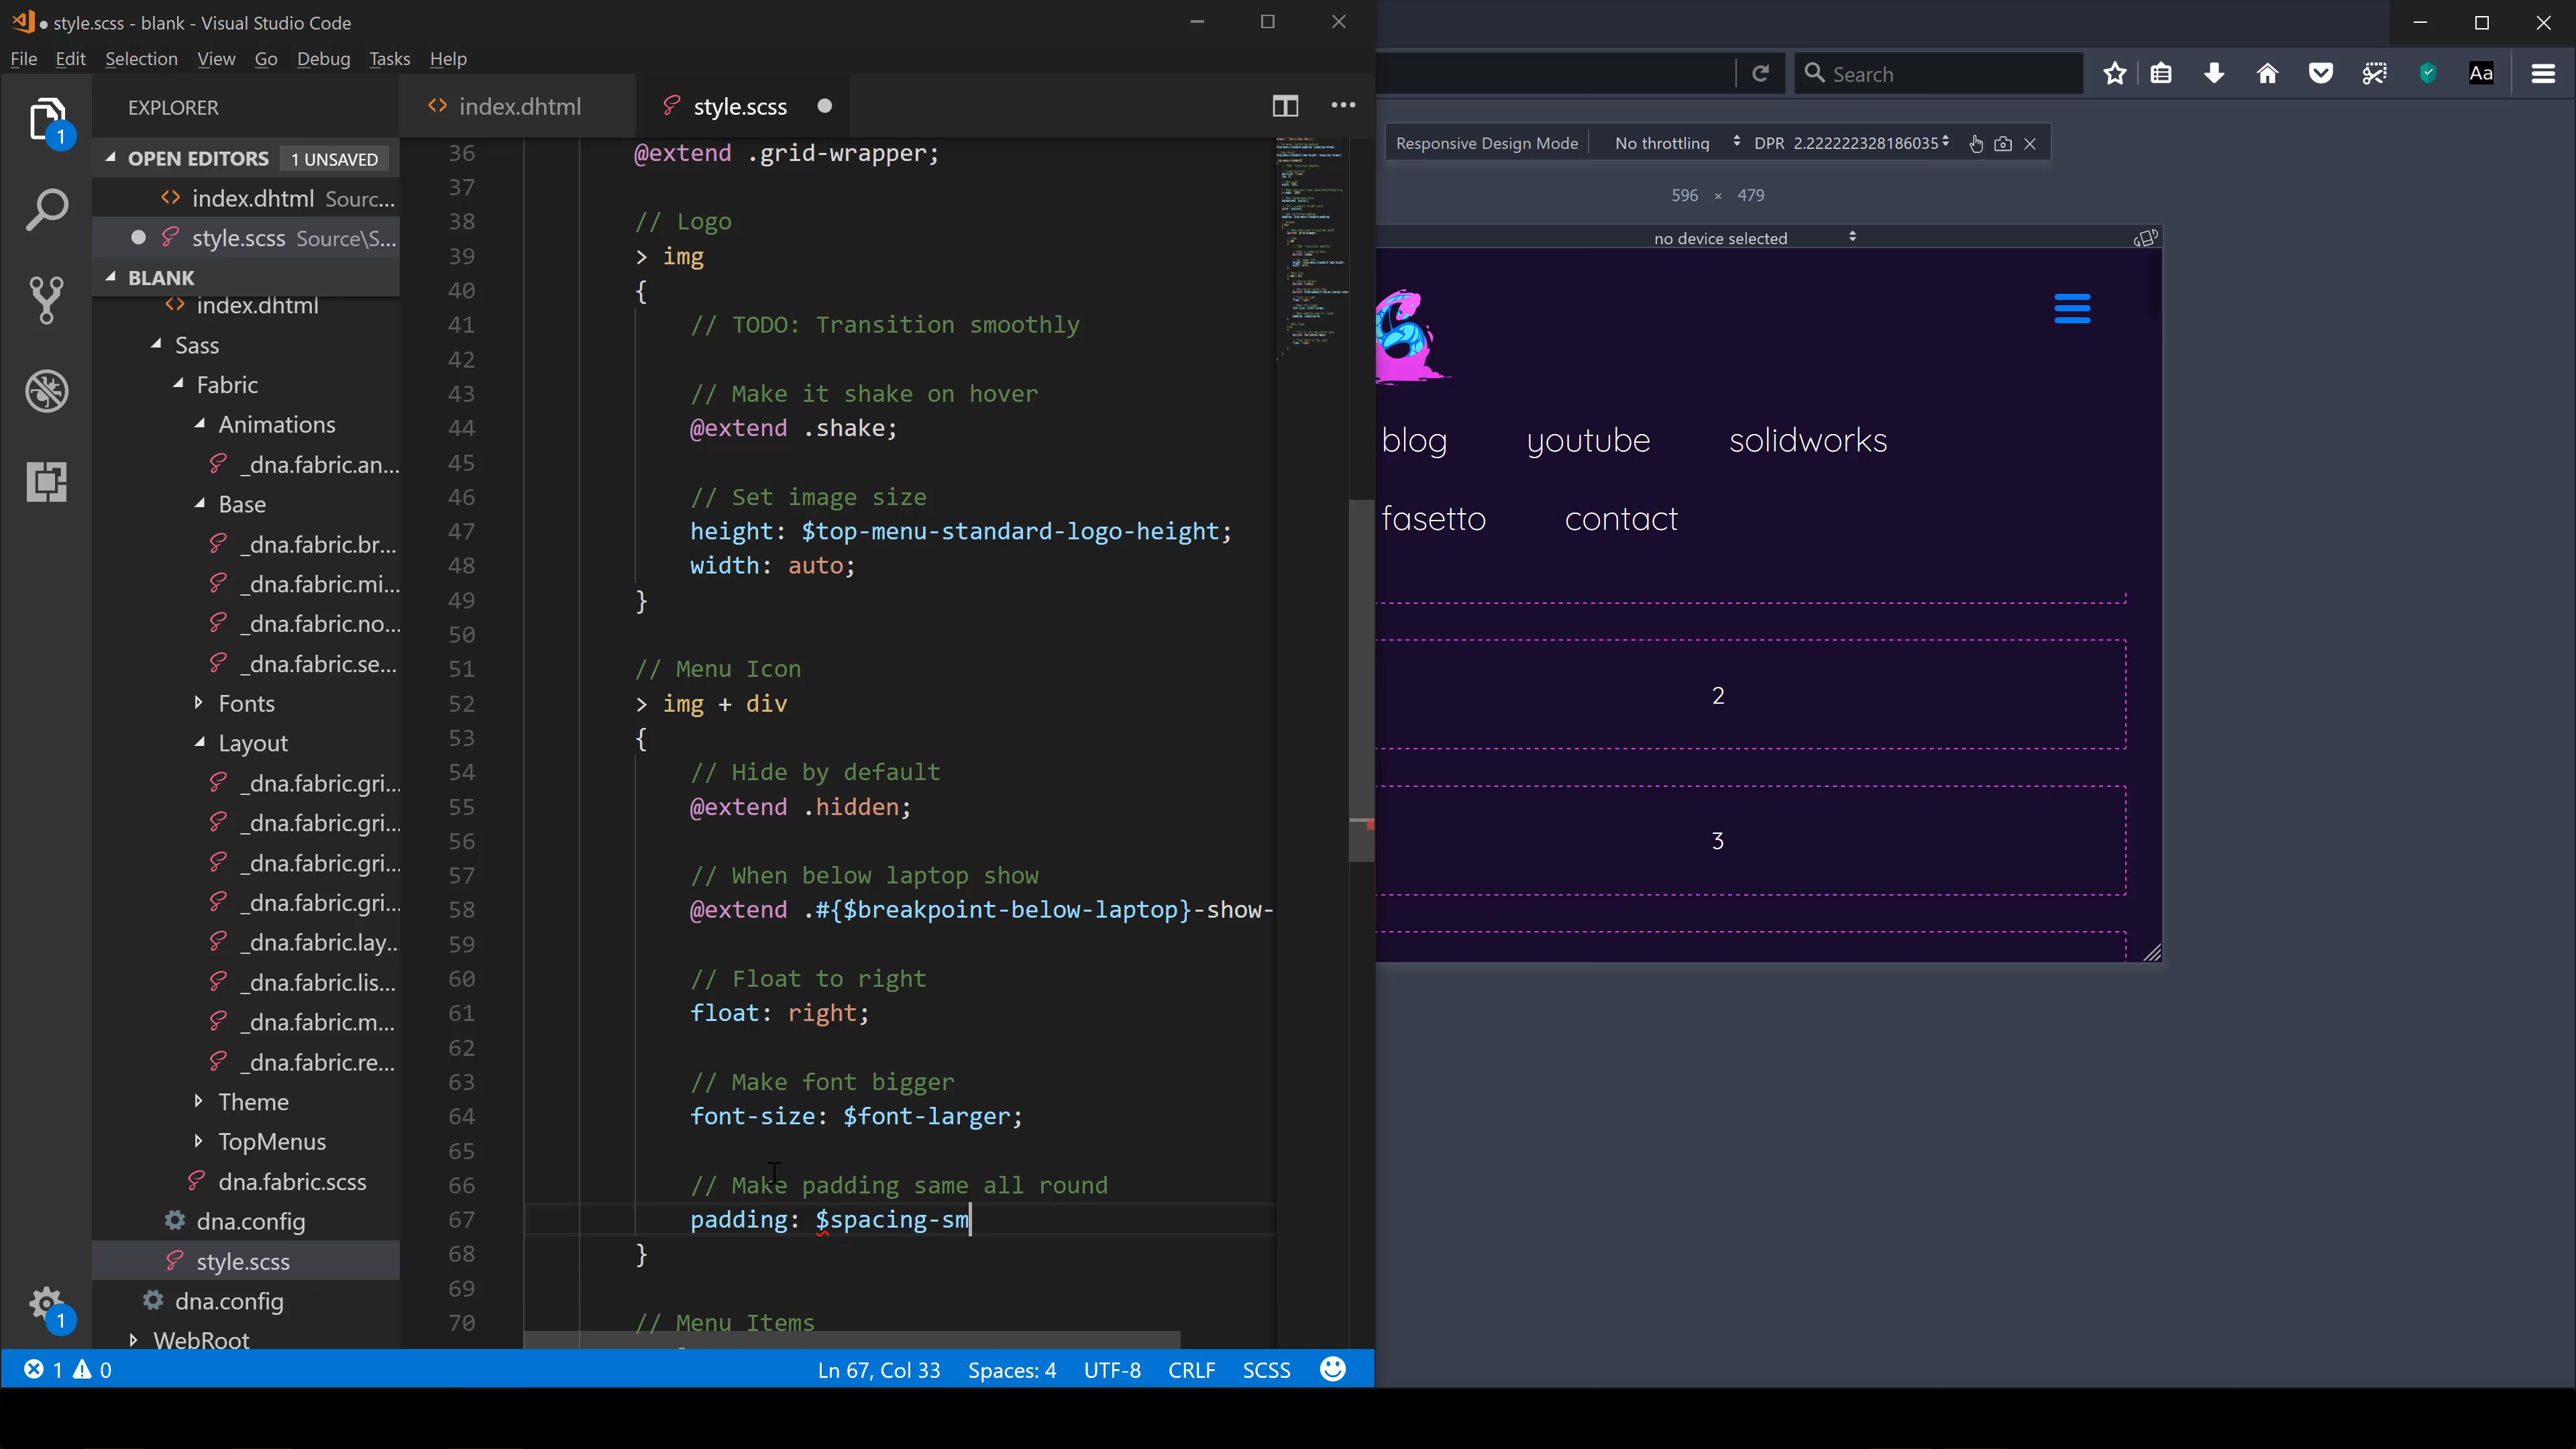 style.scss - blank - Visual Studio Code
File Edit Selection View Go Debug Tasks Help
EXPLORER
OPEN EDITORS 1 UNSAVED
index.dhtml Sourc...
style.scss Source\S...
BLANK
index.dhtml
Sass
Fabric
Animations
_dna.fabric.an...
Base
_dna.fabric.br...
_dna.fabric.mi...
_dna.fabric.no...
_dna.fabric.se...
Fonts
Layout
_dna.fabric.gri...
_dna.fabric.gri...
_dna.fabric.gri...
_dna.fabric.gri...
_dna.fabric.lay...
_dna.fabric.lis...
_dna.fabric.m...
_dna.fabric.re...
Theme
TopMenus
dna.fabric.scss
dna.config
style.scss
dna.config
WebRoot
1
1
index.dhtml style.scss
36 @extend .grid-wrapper;
37
38 // Logo
39 > img
40 {
41 // TODO: Transition smoothly
42
43 // Make it shake on hover
44 @extend .shake;
45
46 // Set image size
47 height: $top-menu-standard-logo-height;
48 width: auto;
49 }
50
51 // Menu Icon
52 > img + div
53 {
54 // Hide by default
55 @extend .hidden;
56
57 // When below laptop show
58 @extend .#{$breakpoint-below-laptop}-show-
59
60 // Float to right
61 float: right;
62
63 // Make font bigger
64 font-size: $font-larger;
65
66 // Make padding same all round
67 padding: $spacing-sm
68 }
69
70 // Menu Items
1 0 Ln 67, Col 33 Spaces: 4 UTF-8 CRLF SCSS
Search
Aa
Responsive Design Mode No throttling DPR 2.222222328186035
596 × 479
no device selected
blog youtube solidworks
fasetto contact
2
3